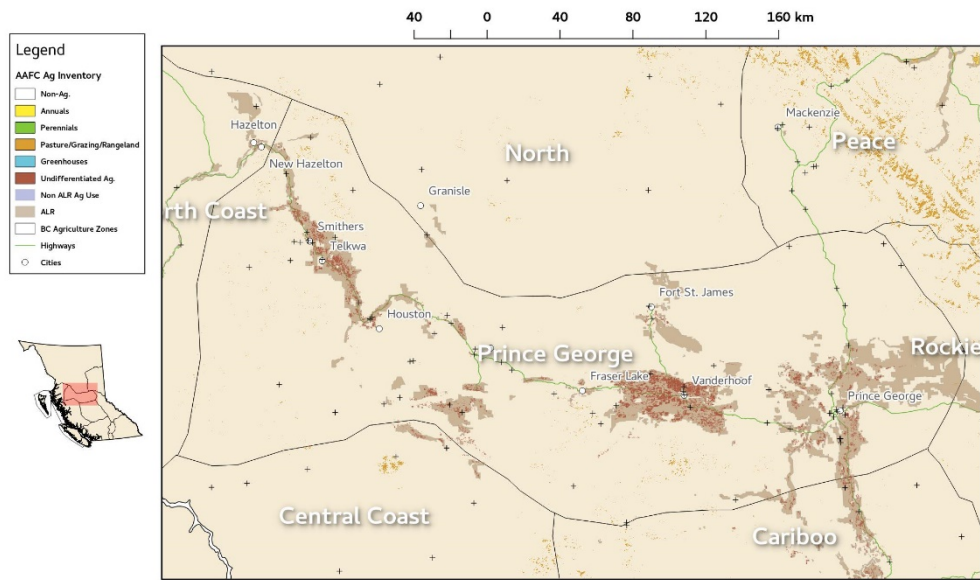 40 0 40 80 120 160 km
Legend
AAFC Ag Inventory
Non-Ag.
Annuals
Perennials
Pasture/Grazing/Rangeland
Greenhouses
Undifferentiated Ag.
Non ALR Ag Use
ALR
BC Agriculture Zones
Highways
Cities
Hazelton
New Hazelton
North
Granisle
Mackenzie
Peace
rth Coast
Smithers
Telkwa
Houston
Fort St. James
Prince George
Rockie
Fraser Lake
Vanderhoof
Prince George
Central Coast
Cariboo